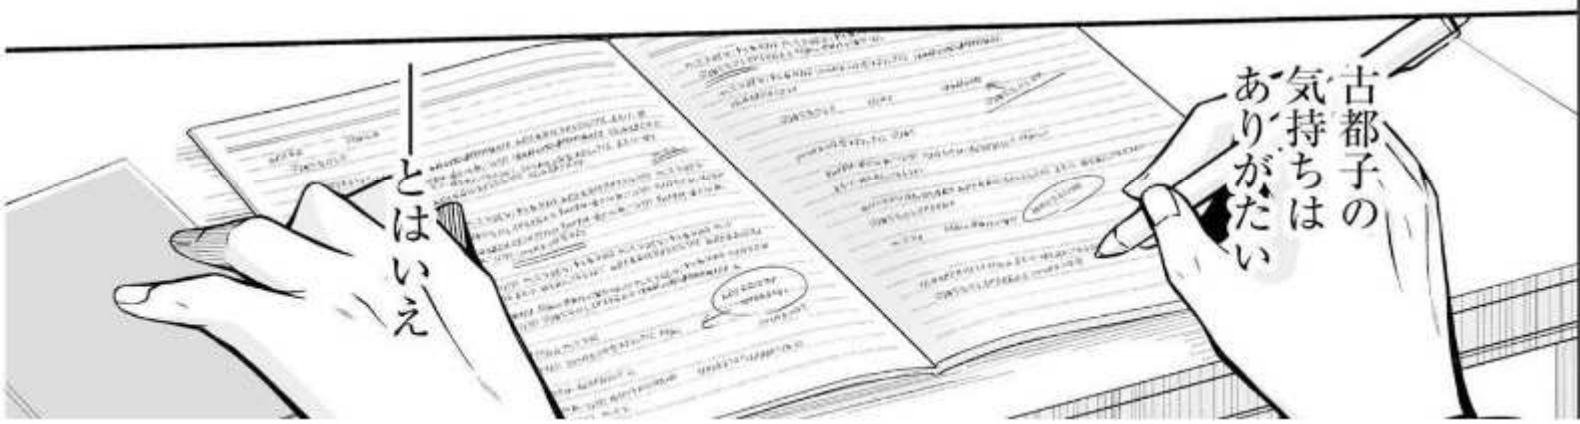 古都子の
気持ちは
ありがたい
―とはいえ